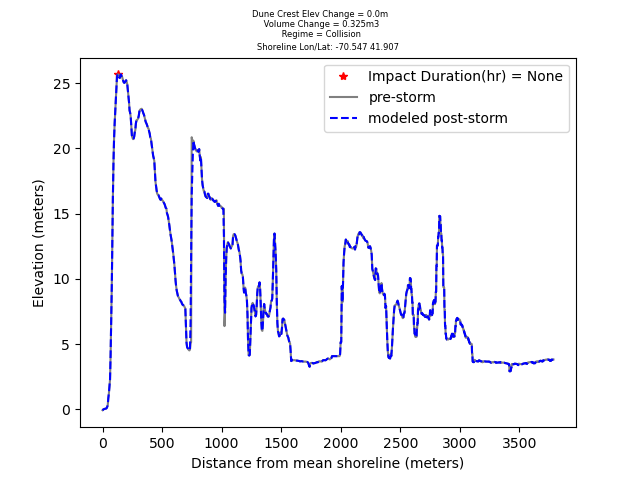 Dune Crest Elev Change = 0.0m
Volume Change = 0.325m3
Regime = Collision
Shoreline Lon/Lat: -70.547 41.907
Impact Duration(hr) = None
pre-storm
modeled post-storm
25
20
15
10
5
0
Elevation (meters)
0 500 1000 1500 2000 2500 3000 3500
Distance from mean shoreline (meters)